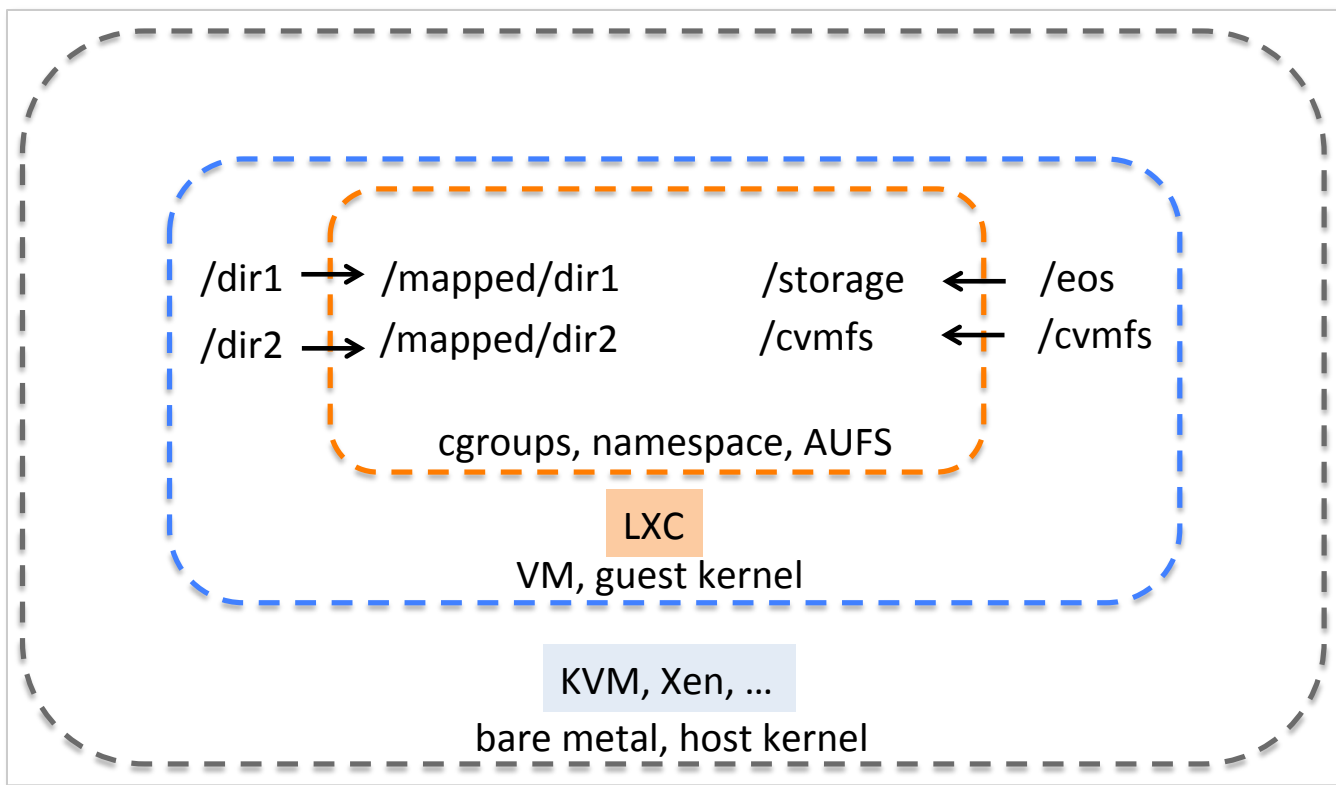 /dir1 /mapped/dir1 /storage /eos
/dir2 /mapped/dir2 /cvmfs /cvmfs
cgroups, namespace, AUFS
LXC
VM, guest kernel
KVM, Xen, …
bare metal, host kernel